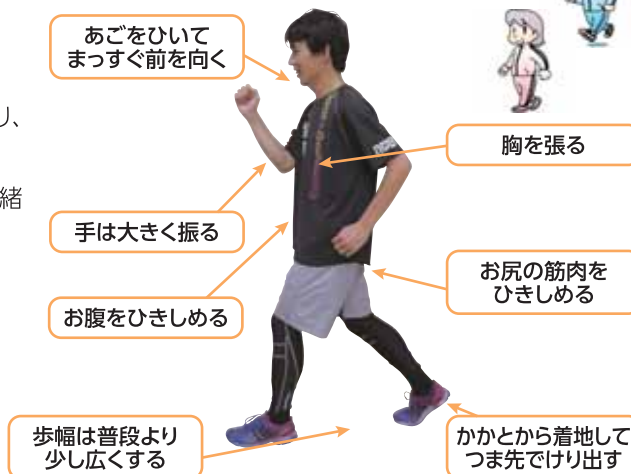 あごをひいて
まっすぐ前を向く
り、
胸を張る
緒
手は大きく振る
お尻の筋肉を
ひきしめる
お腹をひきしめる
歩幅は普段より
少し広くする
かかとから着地して
つま先でけり出す